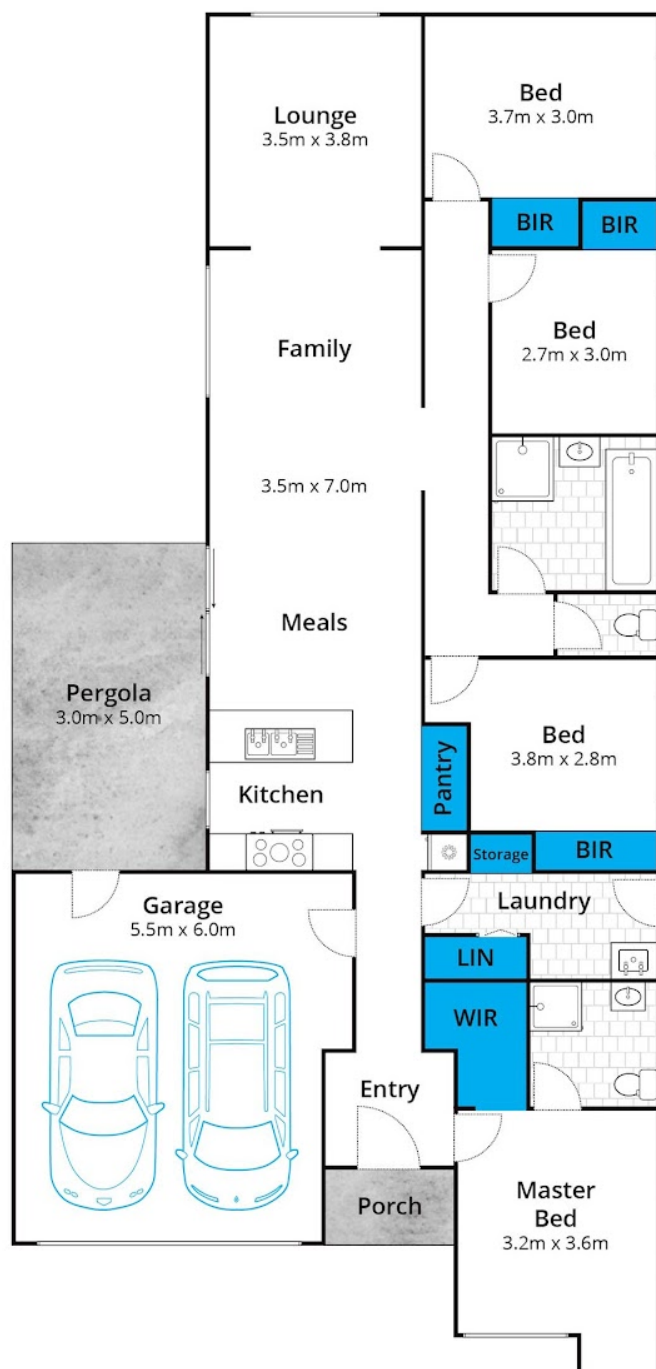 Lounge
3.5m x 3.8m
Bed
3.7m x 3.0m
BIR
BIR
Family
Bed
2.7m x 3.0m
3.5m x 7.0m
Meals
Pergola
3.0m x 5.0m
Bed
3.8m x 2.8m
Pantry
Kitchen
Storage
BIR
Garage
5.5m x 6.0m
Laundry
LIN
WIR
Entry
Porch
Master
Bed
3.2m x 3.6m